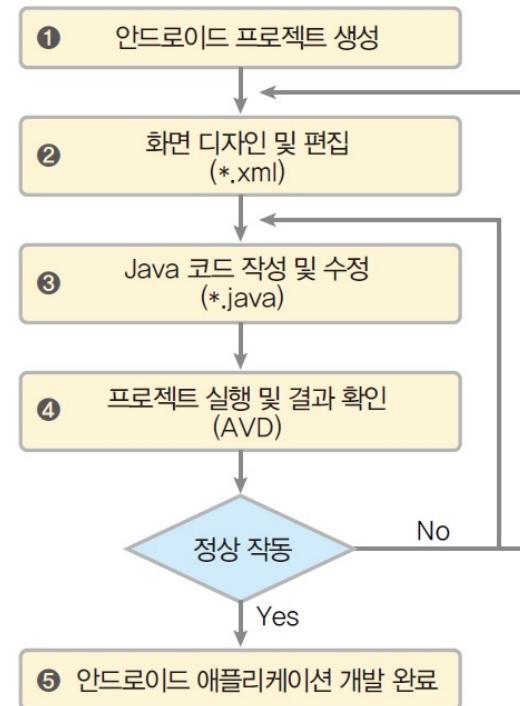 ❶ 안드로이드 프로젝트 생성
❷ 화면 디자인 및 편집
(*.xml)
❸ Java 코드 작성 및 수정
(*.java)
❹ 프로젝트 실행 및 결과 확인
(AVD)
정상 작동
No
Yes
❺ 안드로이드 애플리케이션 개발 완료